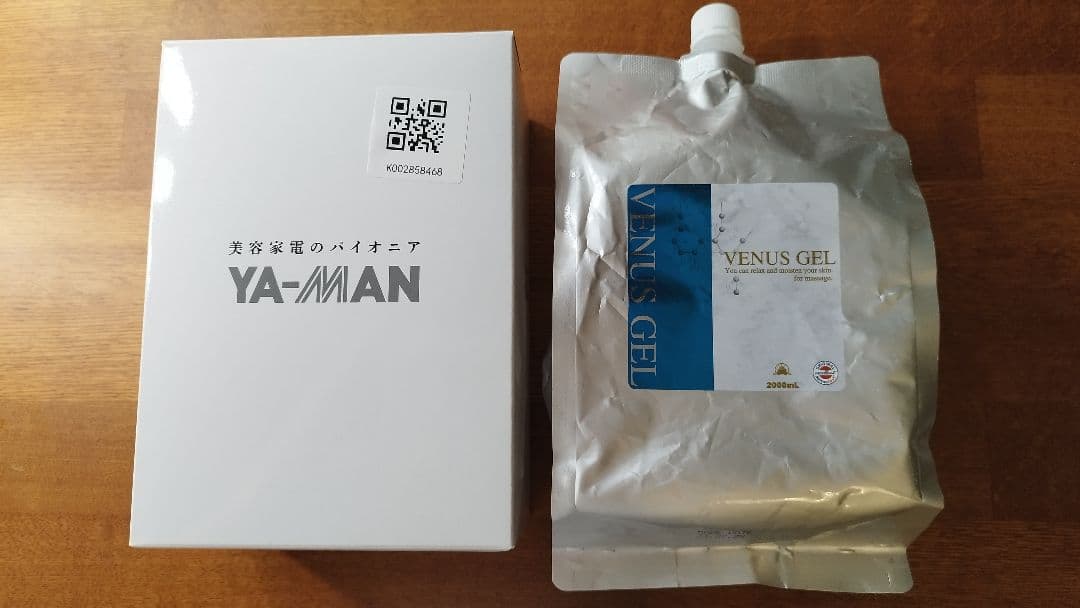 K002858468
美容家電のパイオニア
YA-MAN
VENUS GEL
VENUS GEL
You can relax and moisten your skin.
for massage.
2000mL